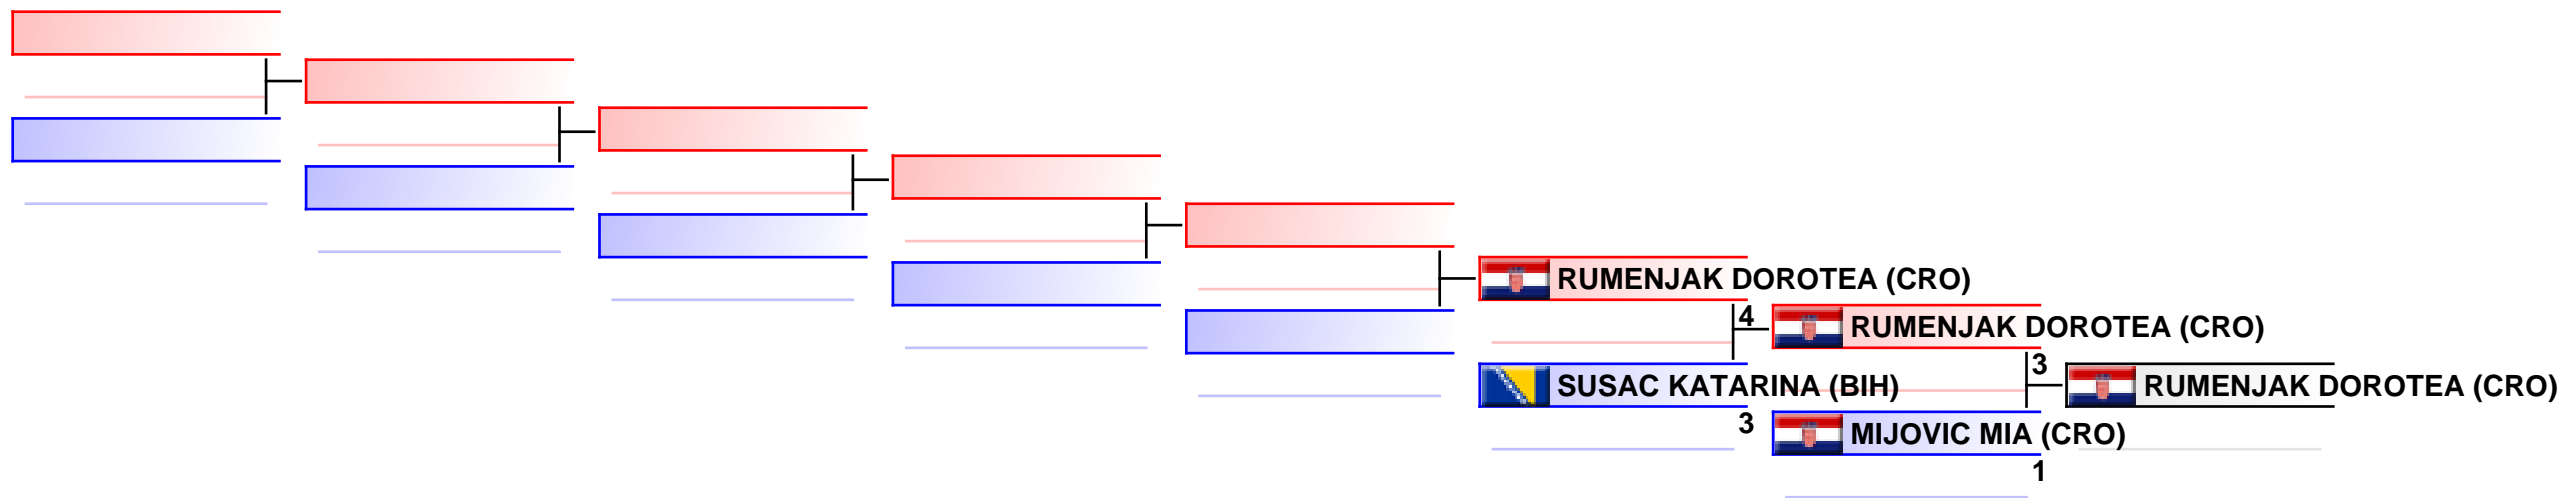 RUMENJAK DOROTEA (CRO)
4
RUMENJAK DOROTEA (CRO)
3
SUSAC KATARINA (BIH)
RUMENJAK DOROTEA (CRO)
3
MIJOVIC MIA (CRO)
1